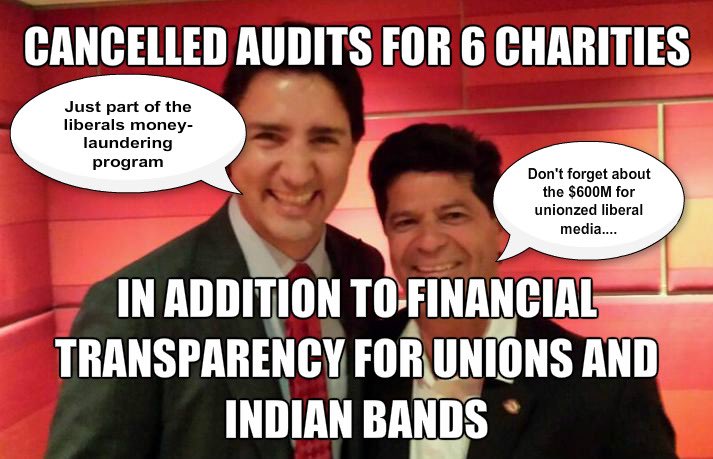 CANCELLED AUDITS FOR 6 CHARITIES
Just part of the
liberals money-
laundering
program
Don't forget about
the $600M for
unionzed liberal
media....
IN ADDITION TO FINANCIAL
TRANSPARENCY FOR UNIONS AND
INDIAN BANDS